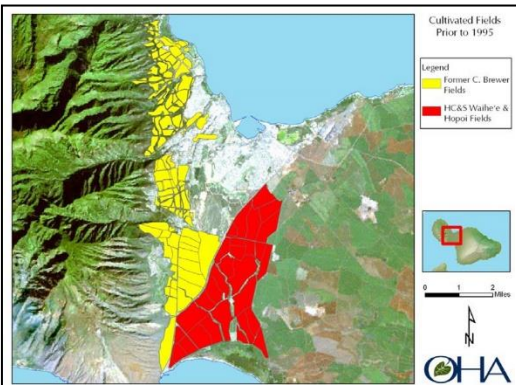 Cultivated Fields
Prior to 1995
Legend
Former C. Brewer
Fields
HC&S Waihe'e &
Hopoi Fields
0 1 2
Miles
N
OHA